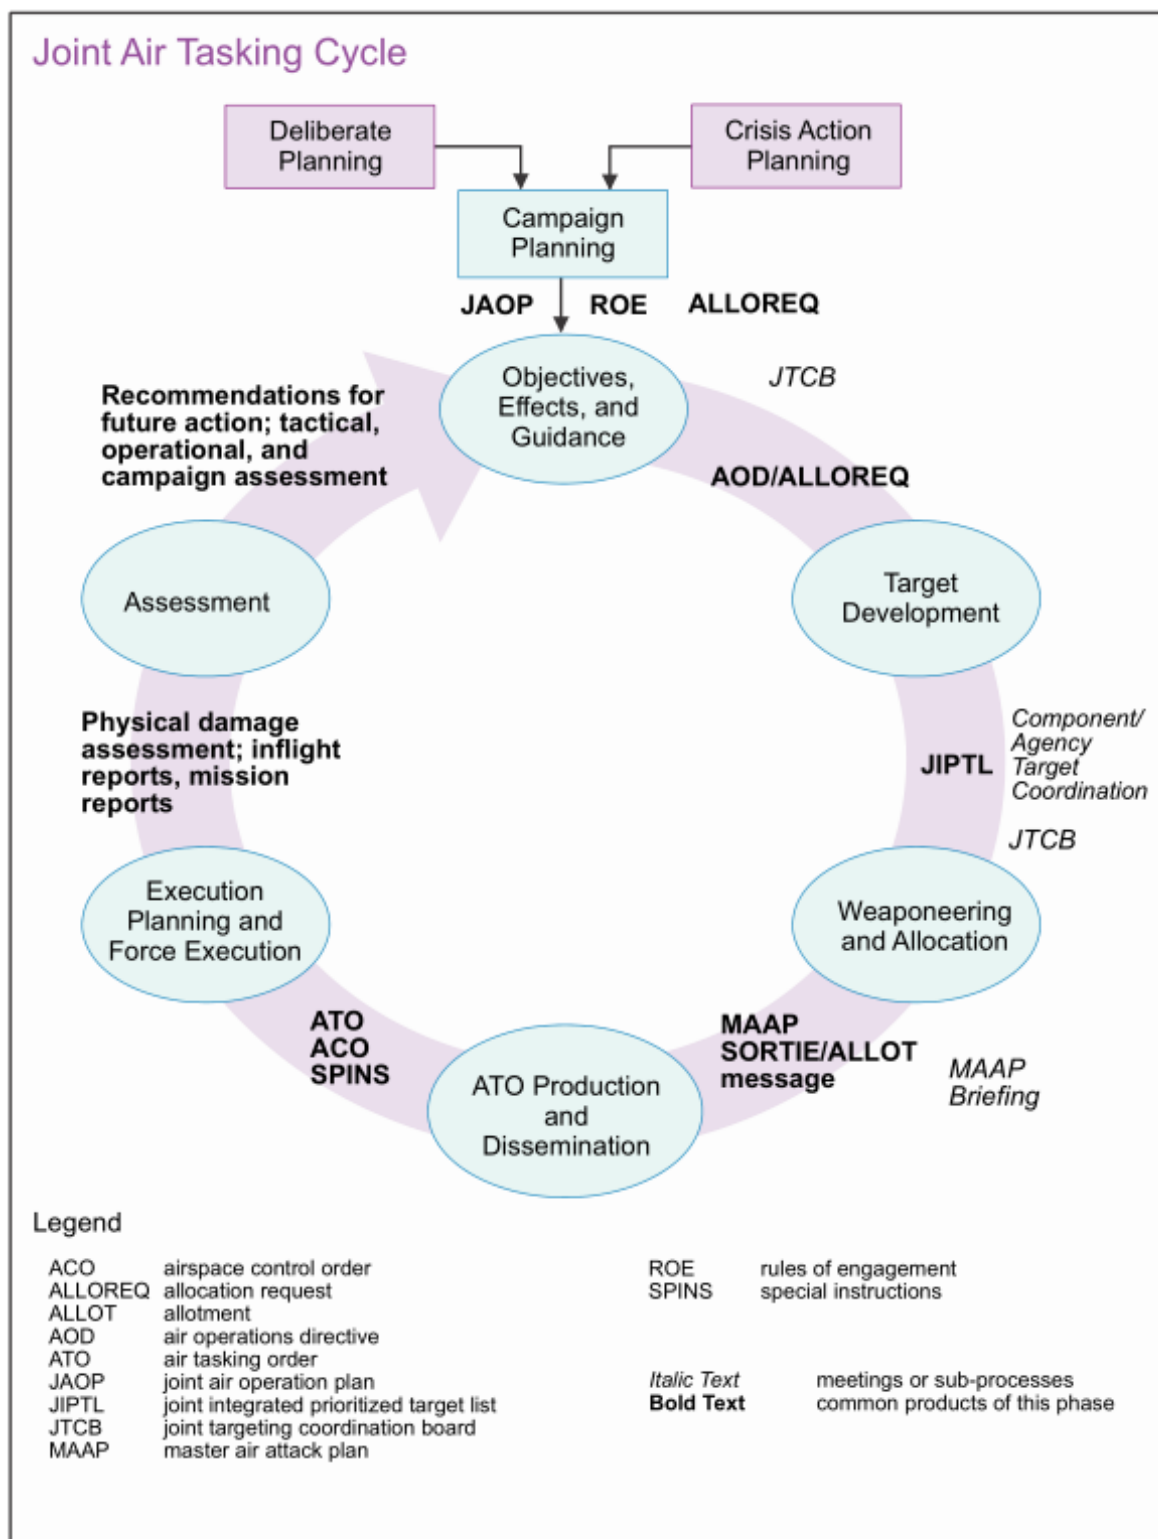 Joint Air Tasking Cycle
Deliberate
Planning
Crisis Action
Planning
Campaign
Planning
JAOP
ROE
ALLOREQ
Objectives,
Effects, and
Guidance
JTCB
AOD/ALLOREQ
Target
Development
JIPTL
Component/
Agency
Target
Coordination
JTCB
Weaponeering
and Allocation
MAAP
SORTIE/ALLOT
message
MAAP
Briefing
ATO Production
and
Dissemination
ATO
ACO
SPINS
Execution
Planning and
Force Execution
Physical damage
assessment; inflight
reports, mission
reports
Assessment
Recommendations for
future action; tactical,
operational, and
campaign assessment
Legend
ACO airspace control order
ALLOREQ allocation request
ALLOT allotment
AOD air operations directive
ATO air tasking order
JAOP joint air operation plan
JIPTL joint integrated prioritized target list
JTCB joint targeting coordination board
MAAP master air attack plan
ROE rules of engagement
SPINS special instructions
Italic Text meetings or sub-processes
Bold Text common products of this phase